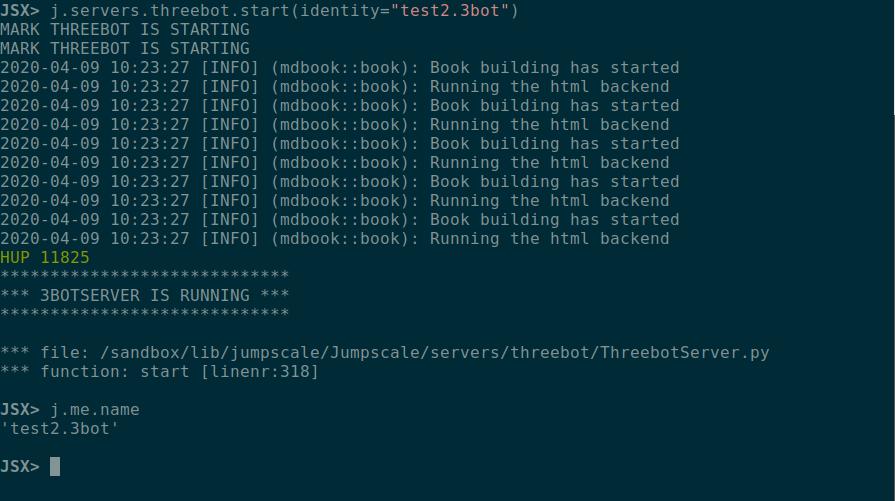 JSX> j.servers.threebot.start(identity="test2.3bot")
MARK THREEBOT IS STARTING
MARK THREEBOT IS STARTING
2020-04-09 10:23:27 [INFO] (mdbook::book): Book building has started
2020-04-09 10:23:27 [INFO] (mdbook::book): Running the html backend
2020-04-09 10:23:27 [INFO] (mdbook::book): Book building has started
2020-04-09 10:23:27 [INFO] (mdbook::book): Running the html backend
2020-04-09 10:23:27 [INFO] (mdbook::book): Book building has started
2020-04-09 10:23:27 [INFO] (mdbook::book): Running the html backend
2020-04-09 10:23:27 [INFO] (mdbook::book): Book building has started
2020-04-09 10:23:27 [INFO] (mdbook::book): Running the html backend
2020-04-09 10:23:27 [INFO] (mdbook::book): Book building has started
2020-04-09 10:23:27 [INFO] (mdbook::book): Running the html backend
HUP 11825
*****************************
*** 3BOTSERVER IS RUNNING ***
*****************************
*** file: /sandbox/lib/jumpscale/Jumpscale/servers/threebot/ThreebotServer.py
*** function: start [linenr:318]
JSX> j.me.name
'test2.3bot'
JSX>